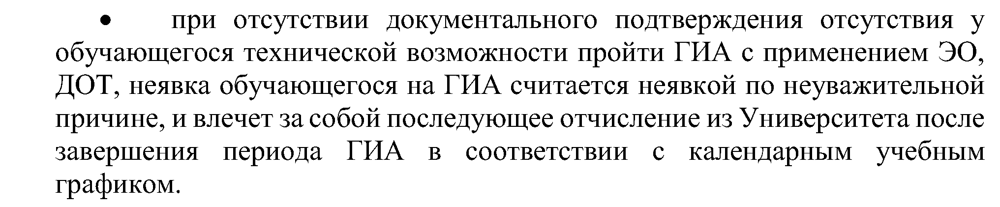 • при отсутствии документального подтверждения отсутствия у
обучающегося технической возможности пройти ГИА с применением ЭО,
ДОТ, неявка обучающегося на ГИА считается неявкой по неуважительной
причине, и влечет за собой последующее отчисление из Университета после
завершения периода ГИА в соответствии с календарным учебным
графиком.